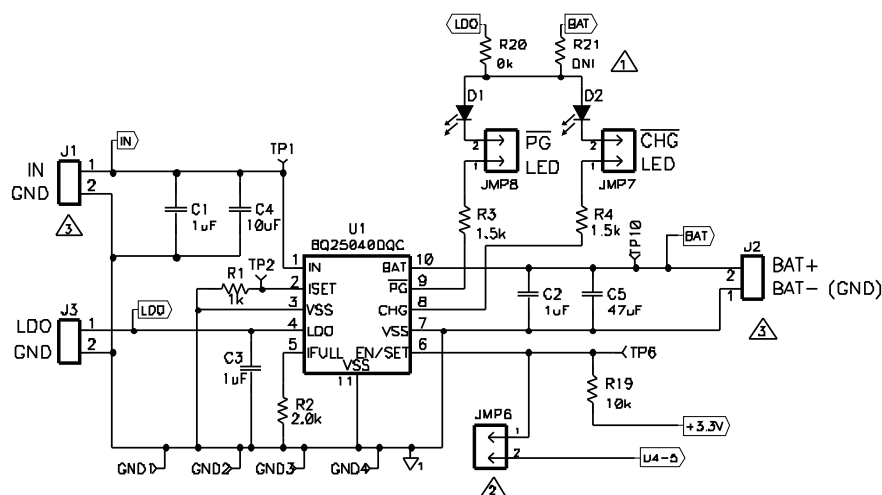 LDO BAT
R20 R21
0k DNI 1
D1 D2
IN
J1 TP1
IN 1
GND 2
3
C1 C4
1uF 10uF
2 PG 2 CHG
1 LED 1 LED
JMP8 JMP7
R3 R4
1.5k 1.5k
U1
BQ25040DQC
TP10 BAT J2
1 IN BAT 10
2 BAT+
1 BAT- (GND)
3
R1 TP2
1k
2 ISET PG 9
3 VSS CHG 8
4 LDO VSS 7
5 IFULL EN/SET 6
VSS
11
C2 C5
1uF 47uF
J3 LDO
LDO 1
GND 2
C3
1uF
R2
2.0k
TP6
R19
10k
JMP6
1
2
+3.3V
U4-5
2
GND1 GND2 GND3 GND4 1